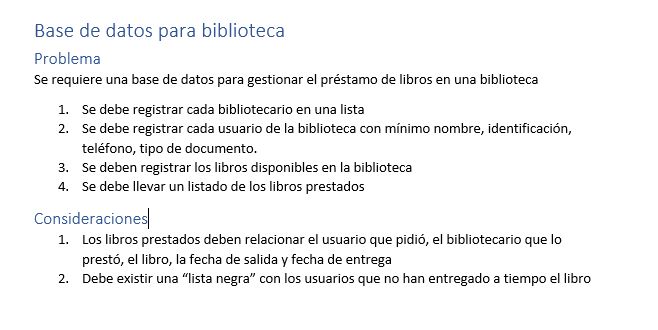 Base de datos para biblioteca
Problema
Se requiere una base de datos para gestionar el préstamo de libros en una biblioteca
1. Se debe registrar cada bibliotecario en una lista
2. Se debe registrar cada usuario de la biblioteca con mínimo nombre, identificación,
teléfono, tipo de documento.
3. Se deben registrar los libros disponibles en la biblioteca
4. Se debe llevar un listado de los libros prestados
Consideraciones
1. Los libros prestados deben relacionar el usuario que pidió, el bibliotecario que lo
prestó, el libro, la fecha de salida y fecha de entrega
2. Debe existir una “lista negra” con los usuarios que no han entregado a tiempo el libro